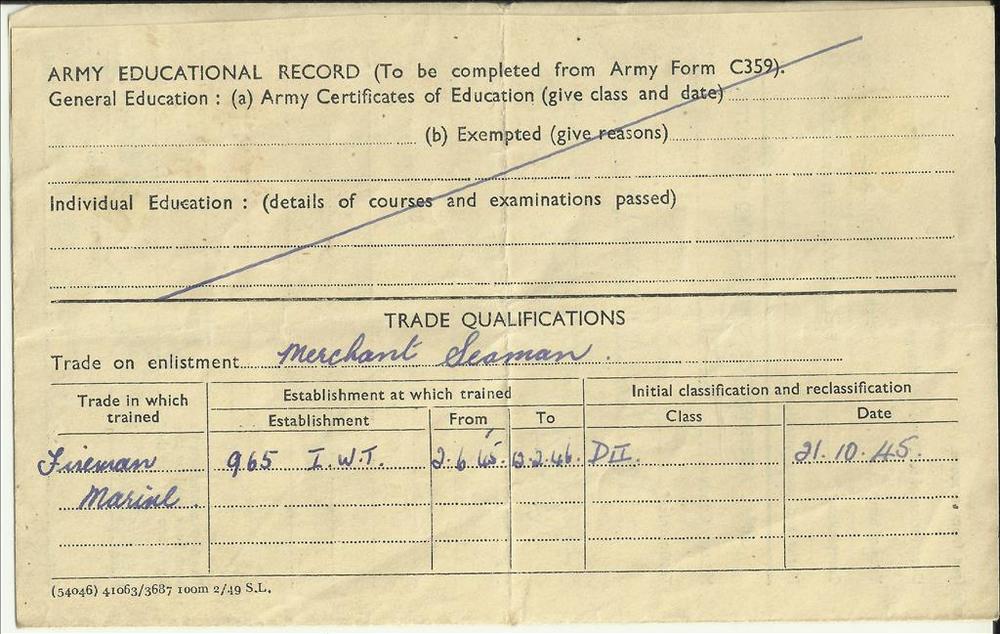 ARMY EDUCATIONAL RECORD (To be completed from Army Form C359).
General Education : (a) Army Certificates of Education (give class and date)
(b) Exempted (give reasons)
Individual Education : (details of courses and examinations passed)
TRADE QUALIFICATIONS
Trade on enlistment Merchant Seaman .
Trade in which trained Establishment at which trained Initial classification and reclassification
Establishment From To Class Date
Fireman 965 I.W.T. 2.6.45. DII. 21.10.45.
Marine .
(54046) 41063/3687 100m 2/49 S.L.